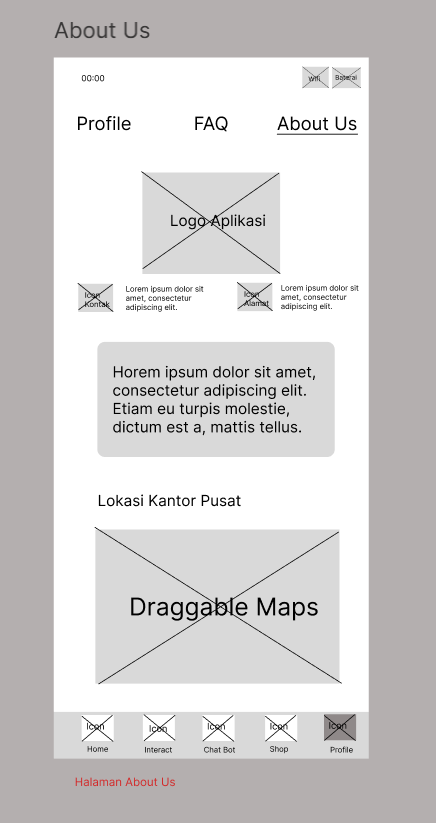 About Us
00:00
Wifi
Baterai
Profile
FAQ
About Us
Logo Aplikasi
Icon
Kontak
Lorem ipsum dolor sit
amet, consectetur
adipiscing elit.
Icon
Alamat
Lorem ipsum dolor sit
amet, consectetur
adipiscing elit.
Horem ipsum dolor sit amet,
consectetur adipiscing elit.
Etiam eu turpis molestie,
dictum est a, mattis tellus.
Lokasi Kantor Pusat
Draggable Maps
Icon
Icon
Icon
Icon
Icon
Home
Interact
Chat Bot
Shop
Profile
Halaman About Us